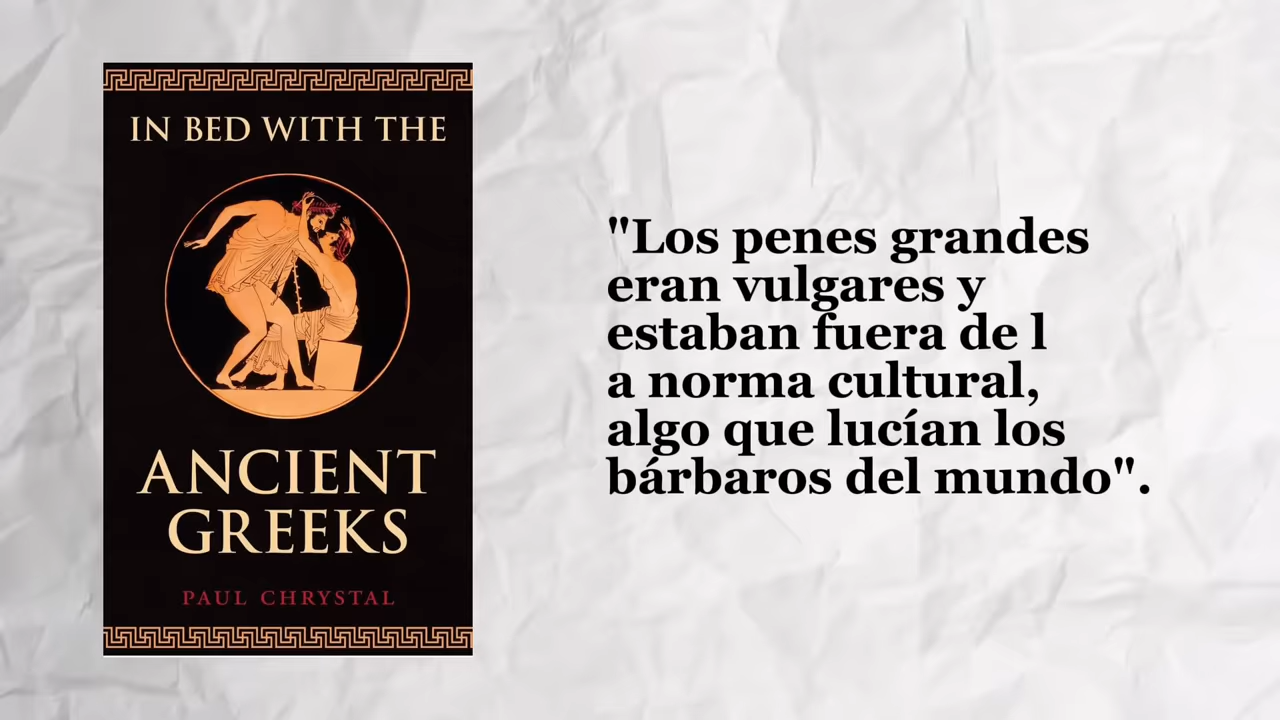 IN BED WITH THE
ANCIENT
GREEKS
PAUL CHRYSTAL
"Los penes grandes
eran vulgares y
estaban fuera de l
a norma cultural,
algo que lucían los
bárbaros del mundo".